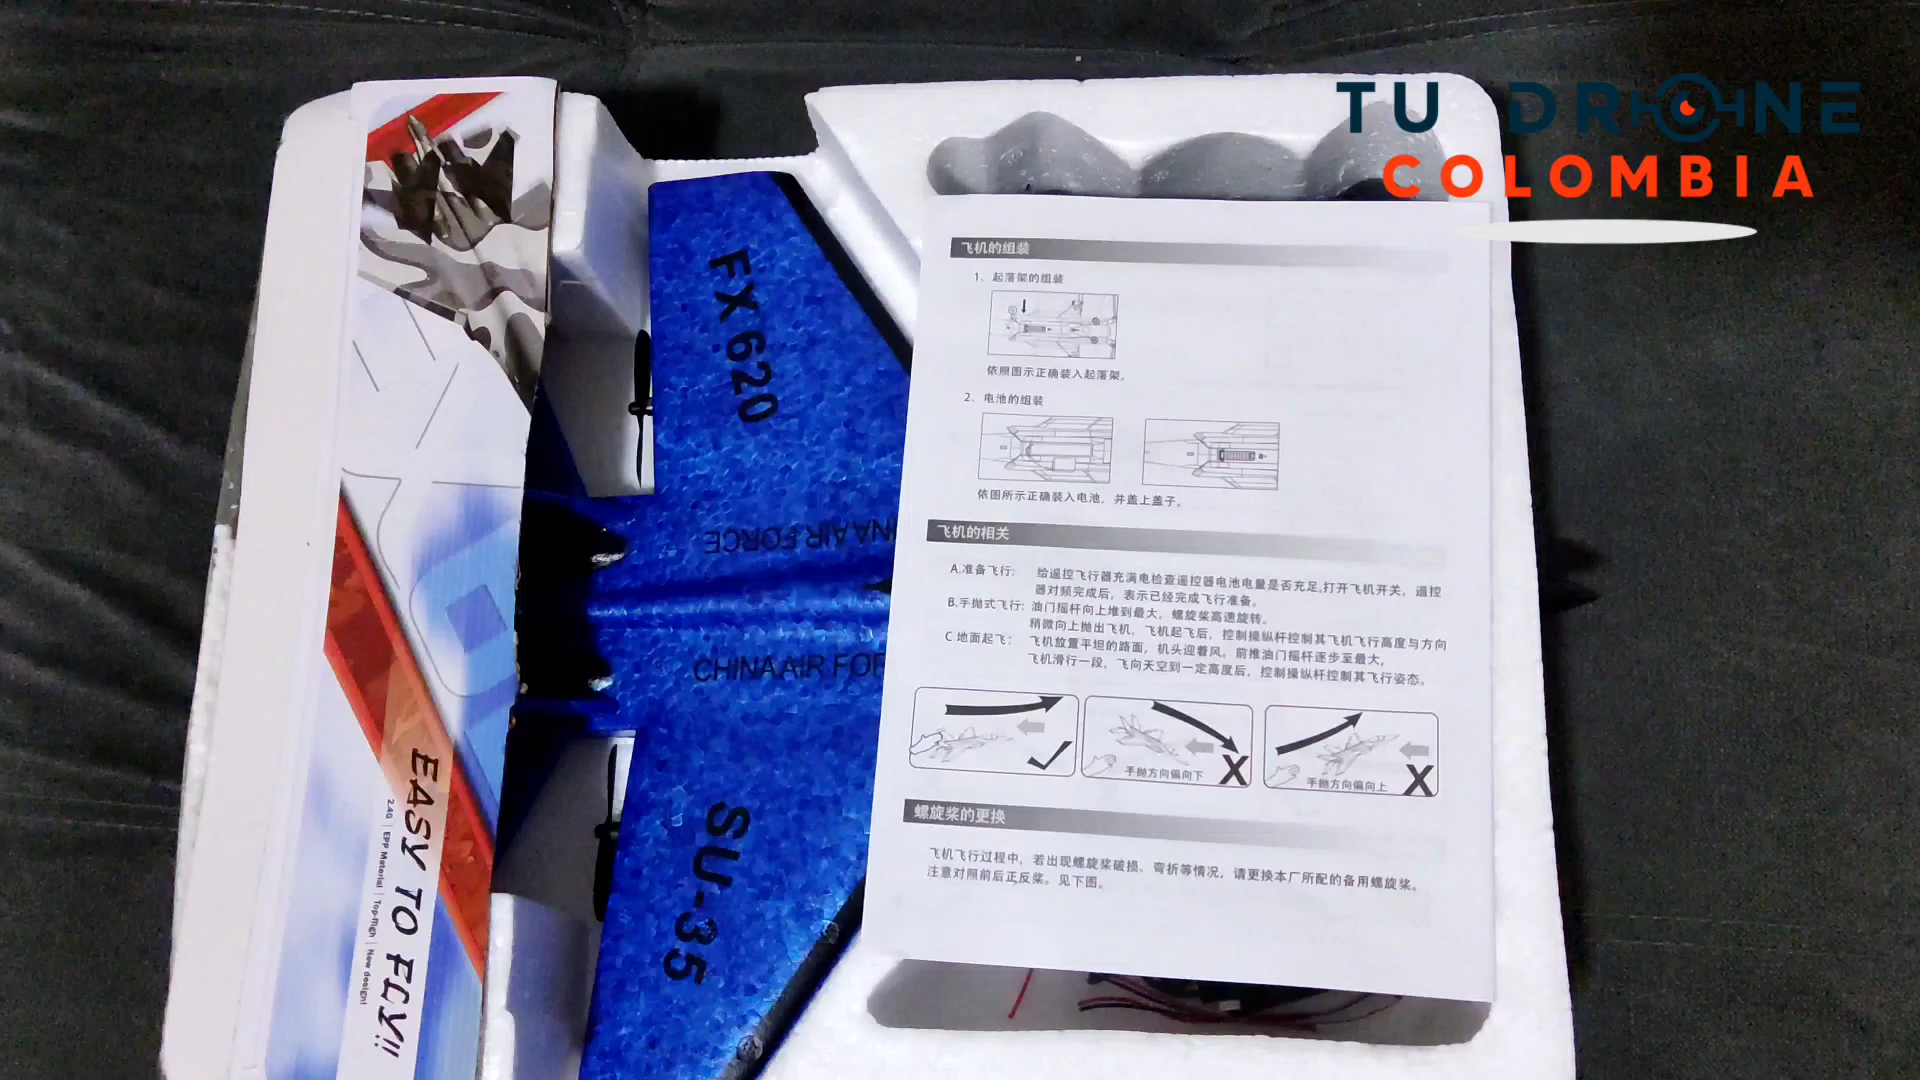 TU DRONE
COLOMBIA
FX620
CHINA AIR FORCE
CHINA AIR FOR
SU-35
EASY TO FLY!!
2.4G | EPP Material | Top-fligh | New design!
飞机的组装
1、起落架的组装
依照图示正确装入起落架。
2、电池的组装
依图所示正确装入电池，并盖上盖子。
飞机的相关
A.准备飞行： 给遥控飞行器充满电检查遥控器电池电量是否充足,打开飞机开关，遥控
器对频完成后，表示已经完成飞行准备。
B.手抛式飞行: 油门摇杆向上堆到最大，螺旋桨高速旋转。
稍微向上抛出飞机，飞机起飞后，控制操纵杆控制其飞机飞行高度与方向
C 地面起飞： 飞机放置平坦的路面，机头迎着风。前推油门摇杆逐步至最大，
飞机滑行一段，飞向天空到一定高度后，控制操纵杆控制其飞行姿态。
手抛方向偏向下
手抛方向偏向上
螺旋桨的更换
飞机飞行过程中，若出现螺旋桨破损、弯折等情况，请更换本厂所配的备用螺旋桨。
注意对照前后正反桨。见下图。